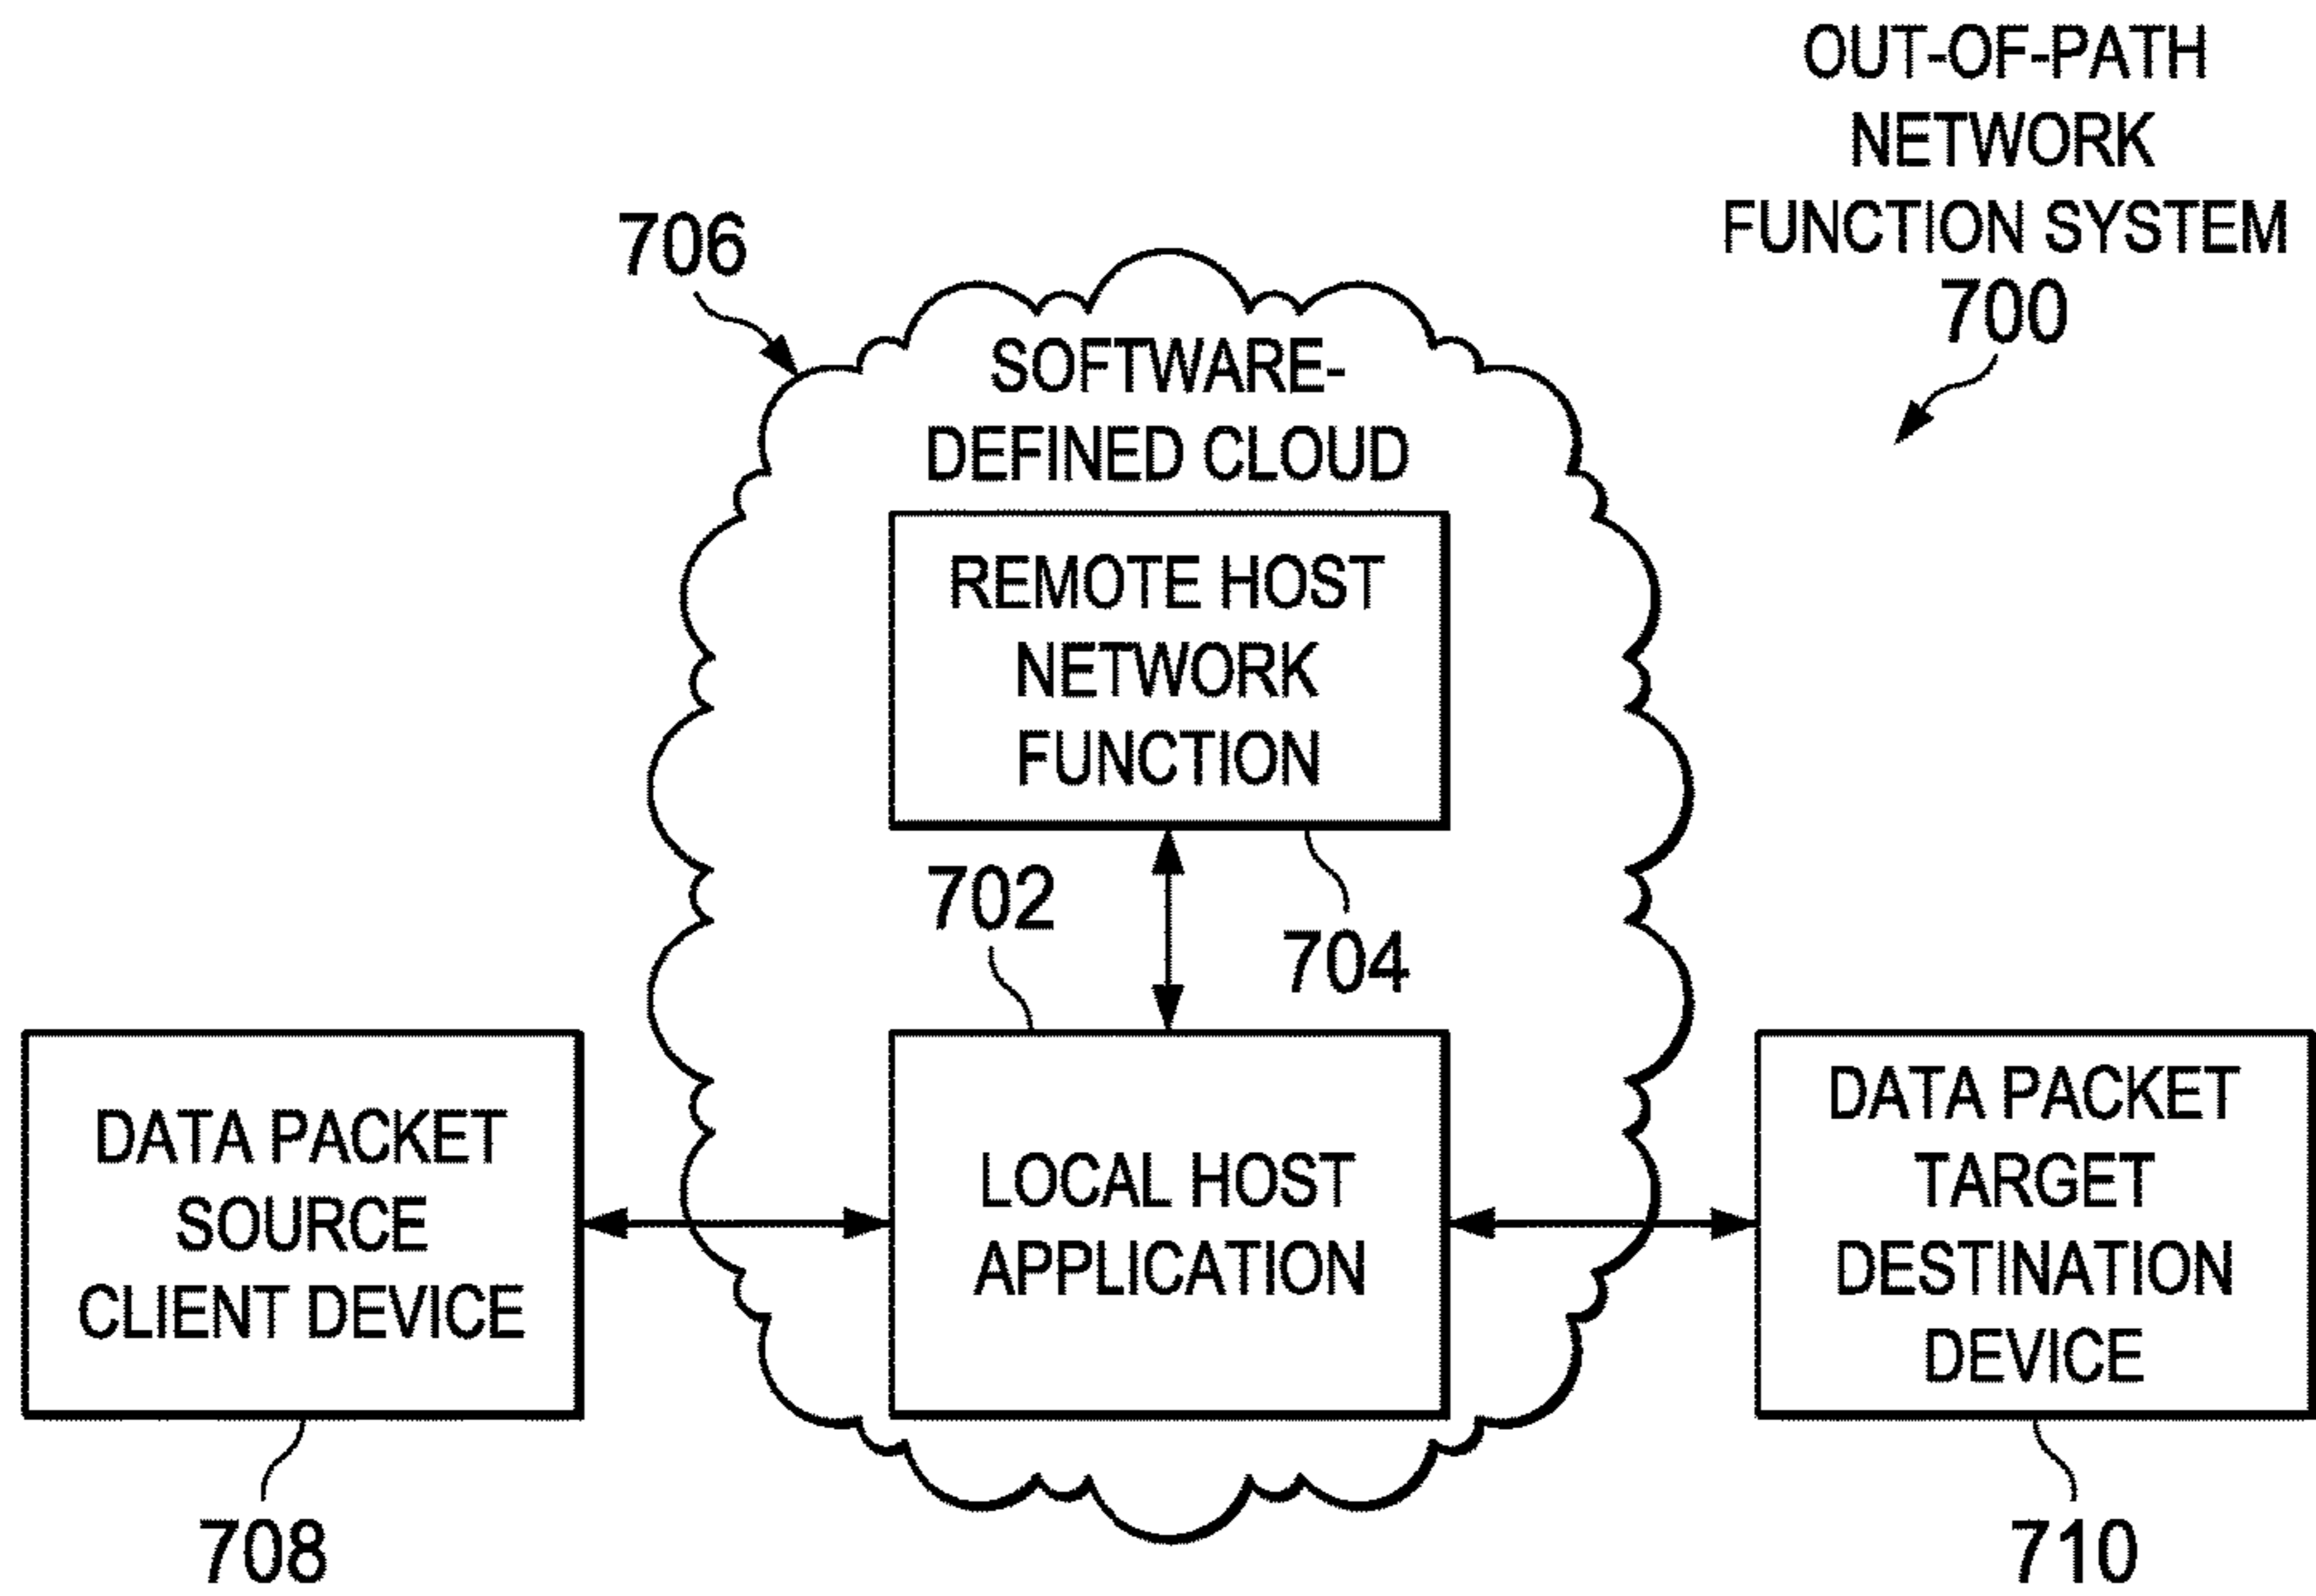 OUT-OF-PATH
NETWORK
FUNCTION SYSTEM
700
706
SOFTWARE-
DEFINED CLOUD
REMOTE HOST
NETWORK
FUNCTION
702
704
DATA PACKET
SOURCE
CLIENT DEVICE
708
LOCAL HOST
APPLICATION
DATA PACKET
TARGET
DESTINATION
DEVICE
710